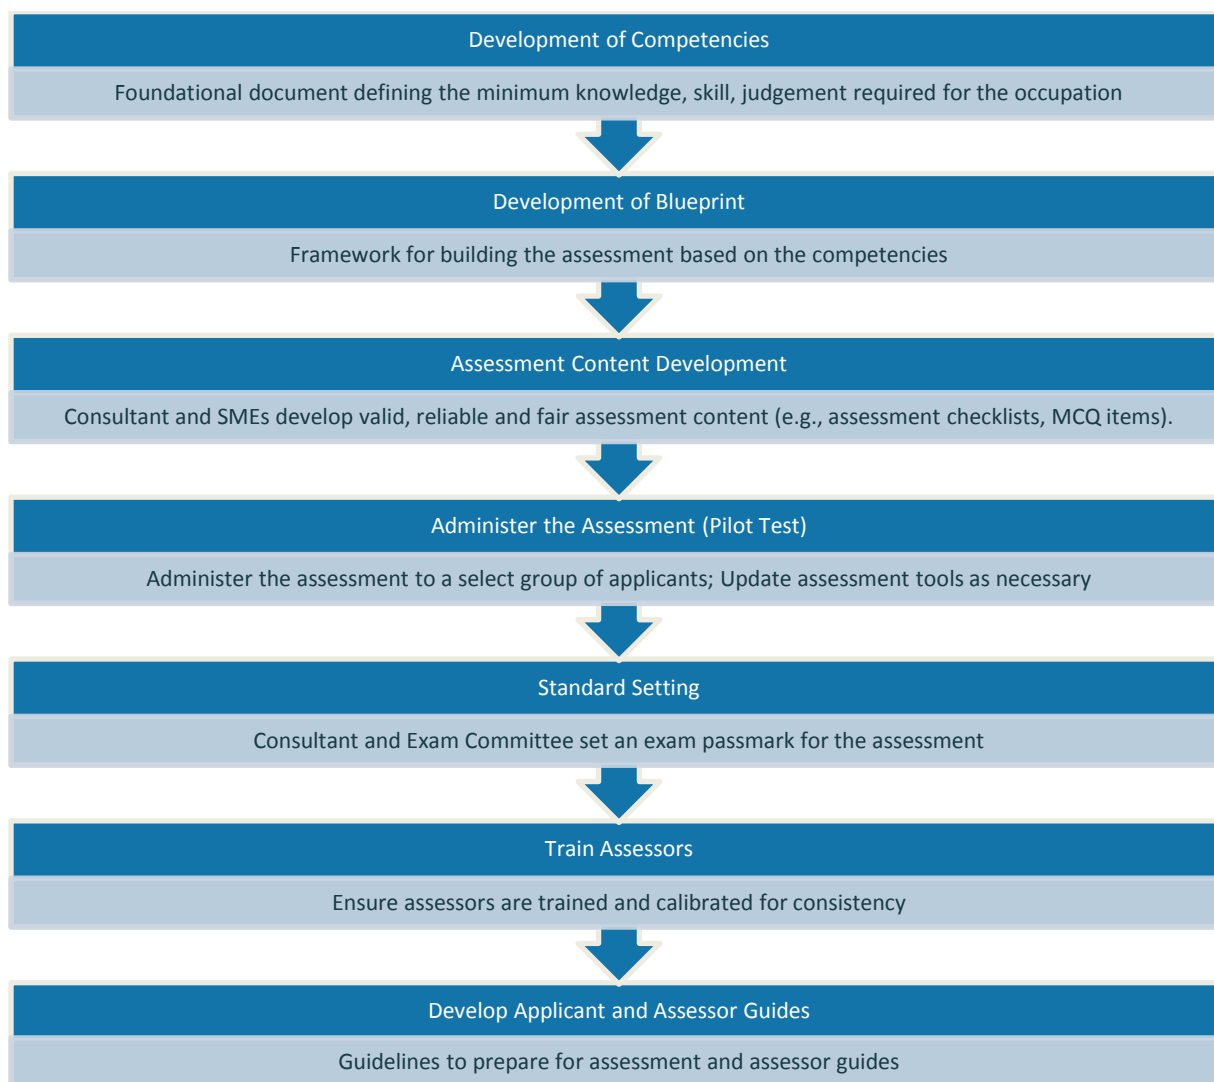 Development of Competencies
Foundational document defining the minimum knowledge, skill, judgement required for the occupation
Development of Blueprint
Framework for building the assessment based on the competencies
Assessment Content Development
Consultant and SMEs develop valid, reliable and fair assessment content (e.g., assessment checklists, MCQ items).
Administer the Assessment (Pilot Test)
Administer the assessment to a select group of applicants; Update assessment tools as necessary
Standard Setting
Consultant and Exam Committee set an exam passmark for the assessment
Train Assessors
Ensure assessors are trained and calibrated for consistency
Develop Applicant and Assessor Guides
Guidelines to prepare for assessment and assessor guides